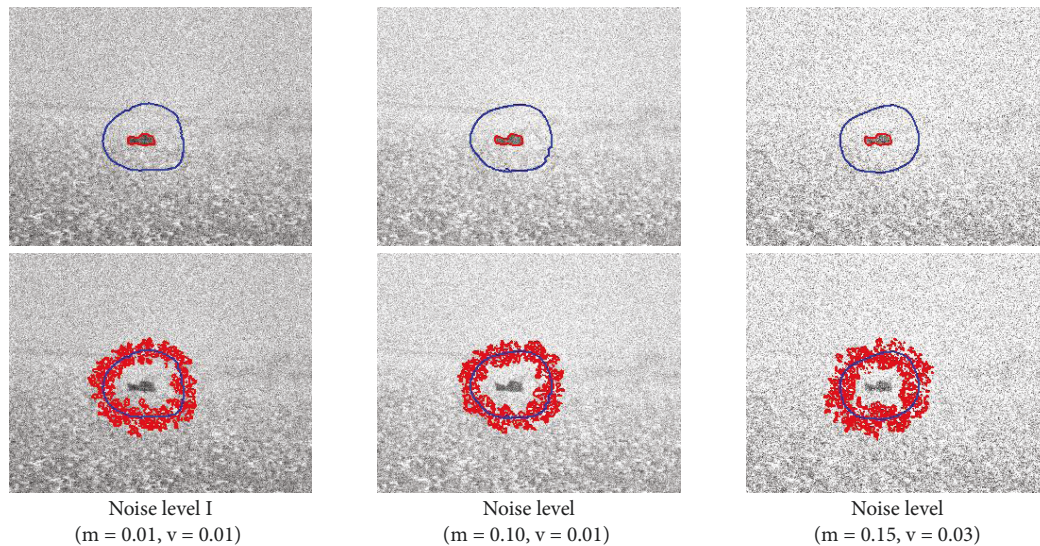 Noise level I
(m = 0.01, v = 0.01)
Noise level
(m = 0.10, v = 0.01)
Noise level
(m = 0.15, v = 0.03)